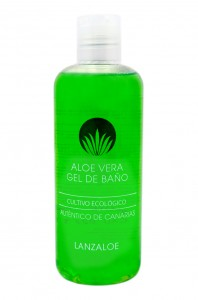 ALOE VERA
GEL DE BAÑO
CULTIVO ECOLÓGICO
AUTÉNTICO DE CANARIAS
LANZALOE